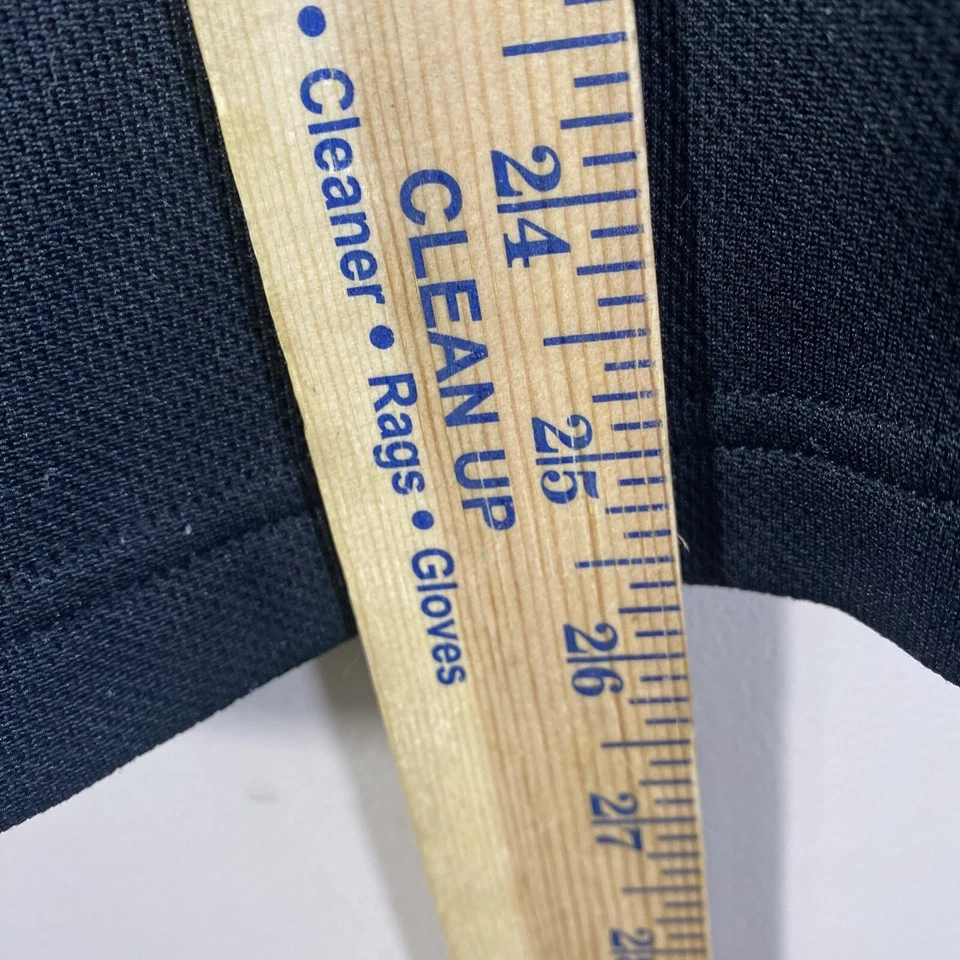 • Cleaner • Rags • Gloves
CLEAN UP
24
25
26
27